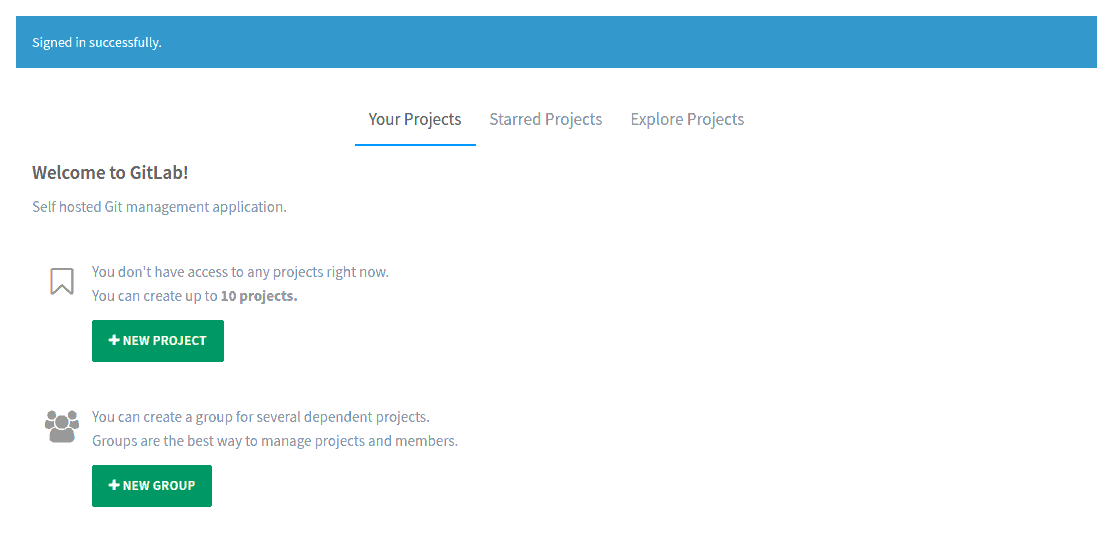 Signed in successfully.
Your Projects Starred Projects Explore Projects
Welcome to GitLab!
Self hosted Git management application.
You don't have access to any projects right now.
You can create up to 10 projects.
NEW PROJECT
You can create a group for several dependent projects.
Groups are the best way to manage projects and members.
NEW GROUP